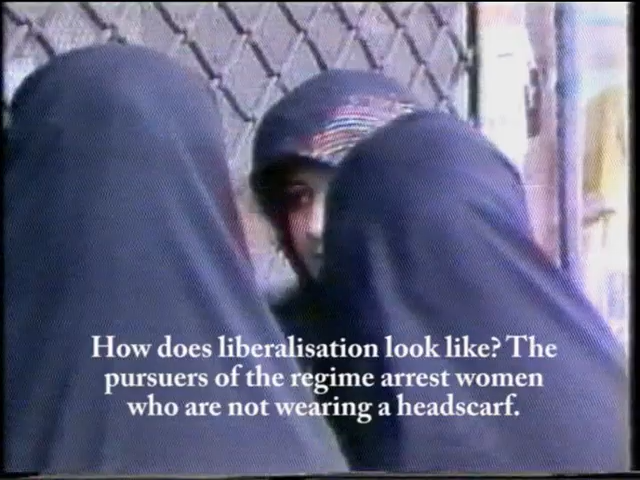 How does liberalisation look like? The
pursuers of the regime arrest women
who are not wearing a headscarf.